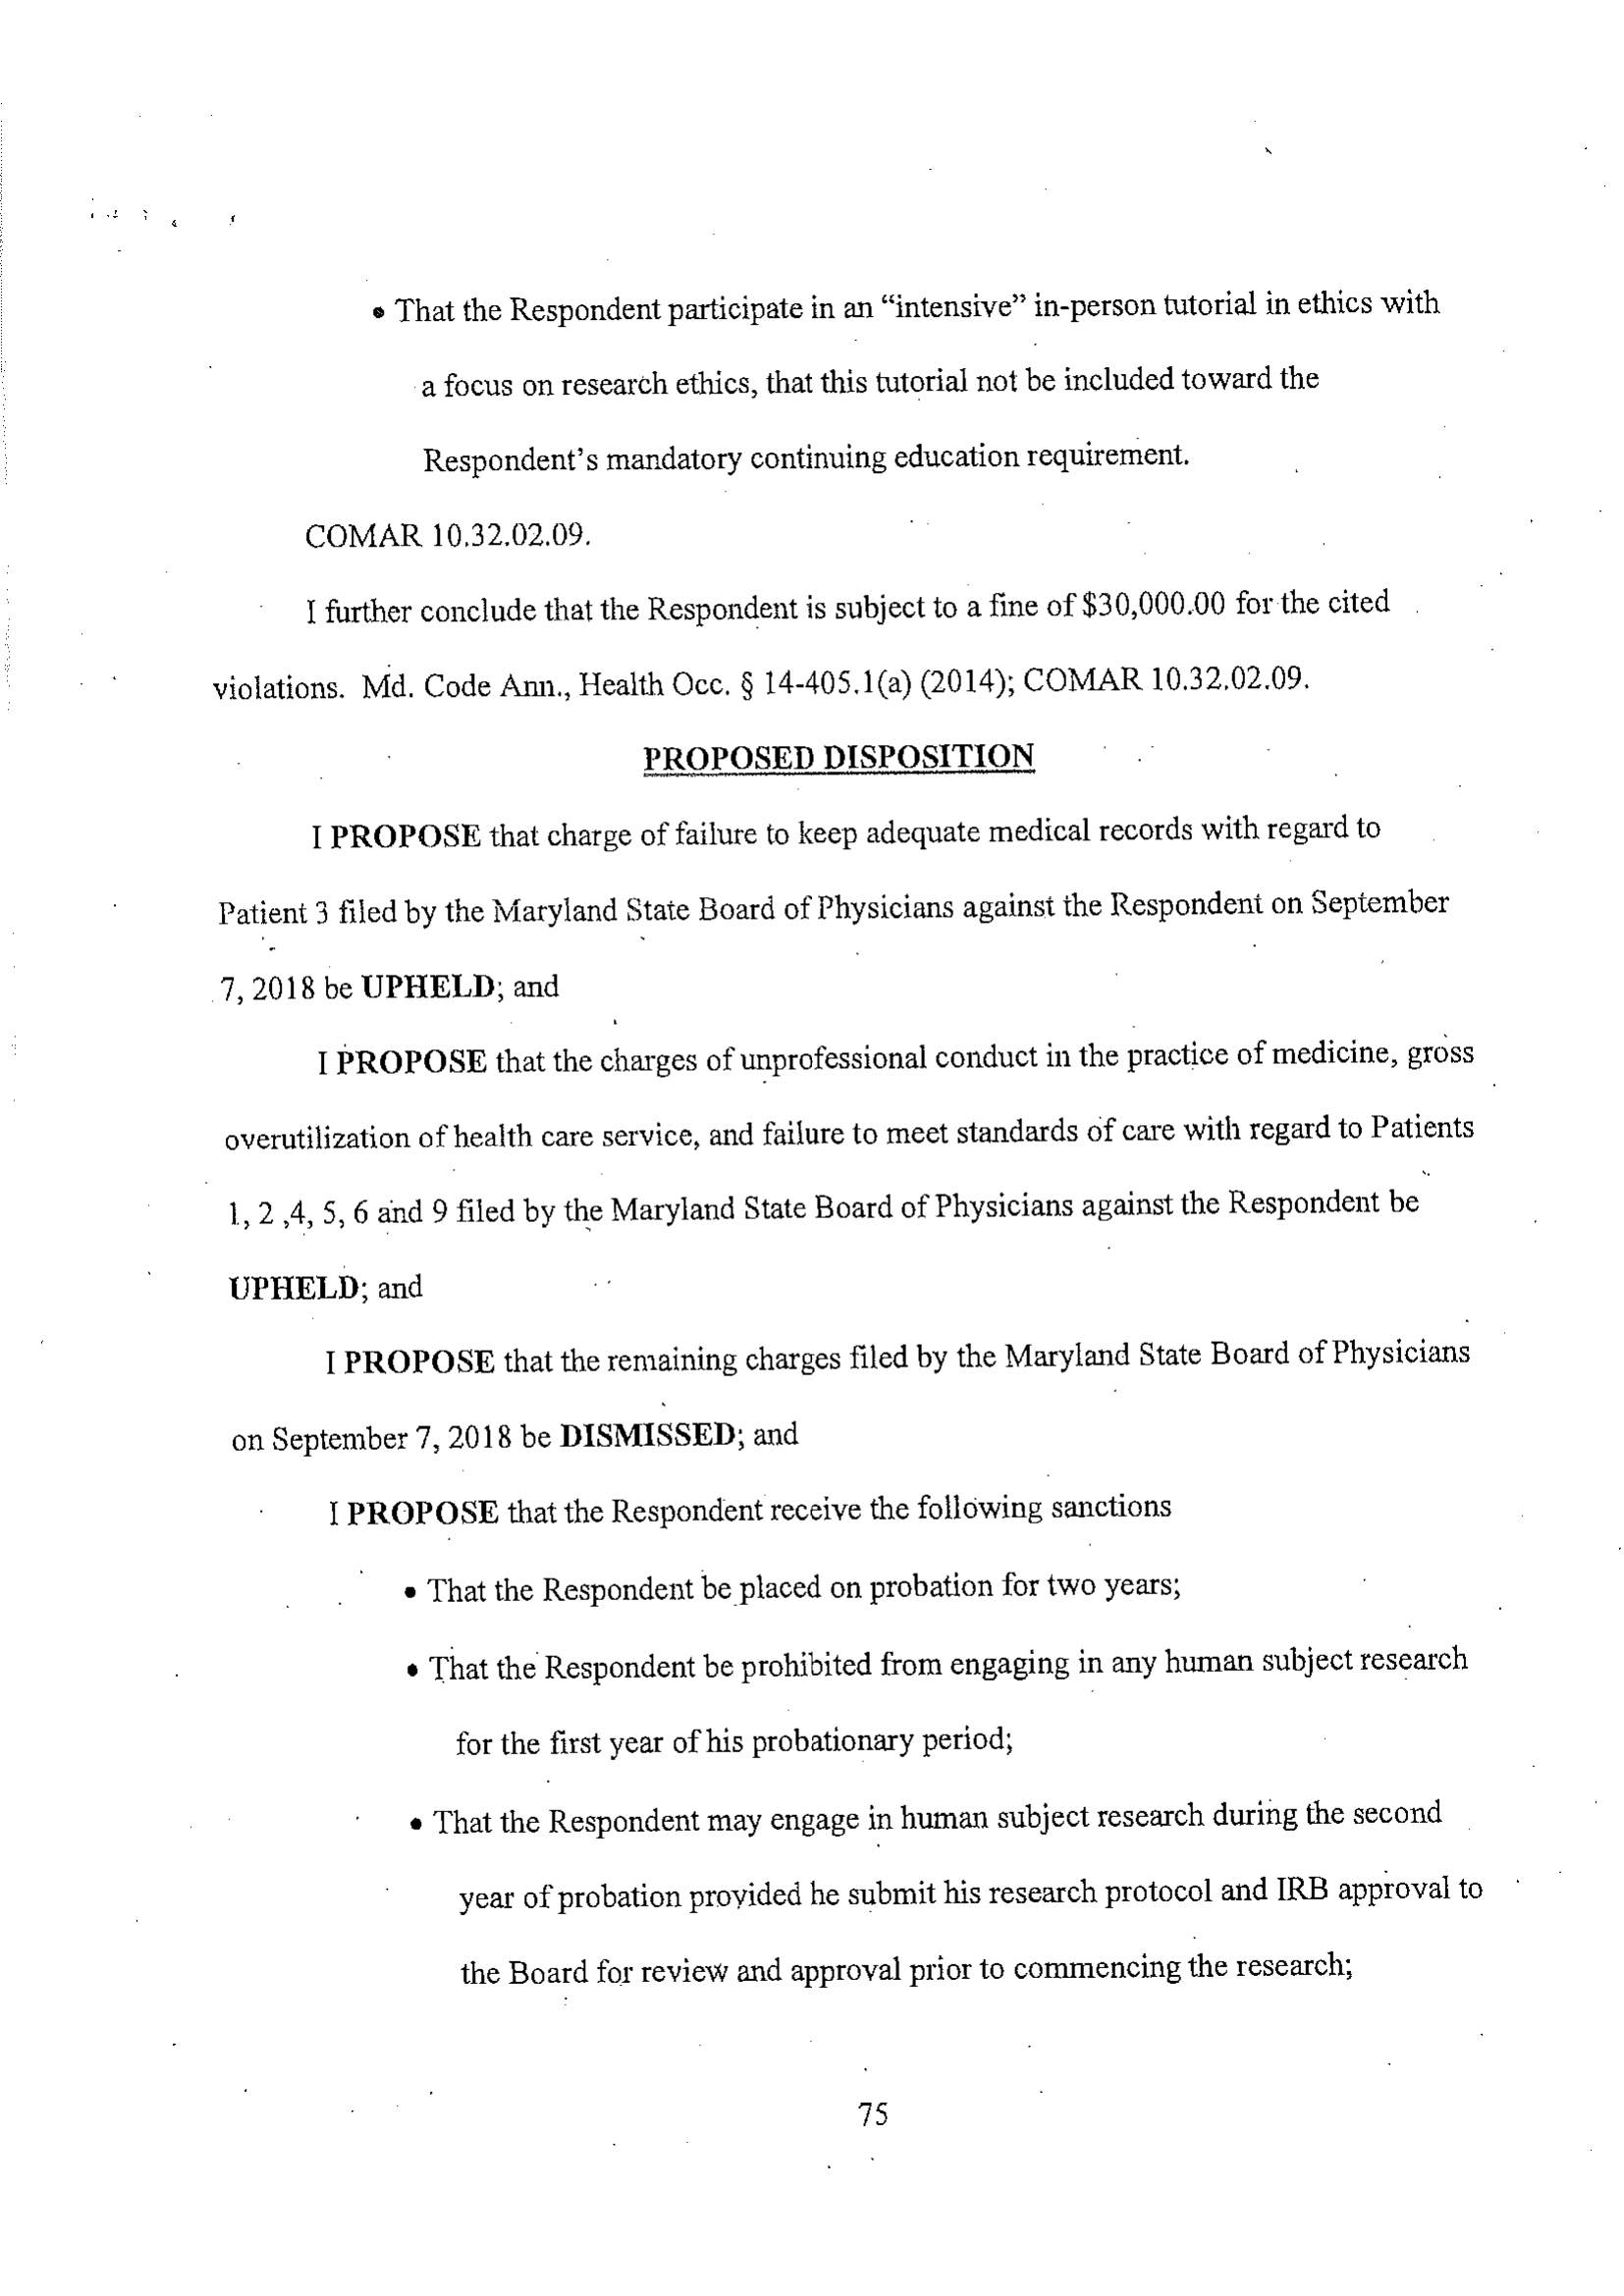 • That the Respondent participate in an “intensive” in-person tutorial in ethics with
a focus on research ethics, that this tutorial not be included toward the
Respondent’s mandatory continuing education requirement.
COMAR 10.32.02.09.
I further conclude that the Respondent is subject to a fine of $30,000.00 for the cited
violations. Md. Code Ann., Health Occ. § 14-405.1(a) (2014); COMAR 10.32.02.09.
PROPOSED DISPOSITION
I PROPOSE that charge of failure to keep adequate medical records with regard to
Patient 3 filed by the Maryland State Board of Physicians against the Respondent on September
7, 2018 be UPHELD; and
I PROPOSE that the charges of unprofessional conduct in the practice of medicine, gross
overutilization of health care service, and failure to meet standards of care with regard to Patients
1, 2 ,4, 5, 6 and 9 filed by the Maryland State Board of Physicians against the Respondent be
UPHELD; and
I PROPOSE that the remaining charges filed by the Maryland State Board of Physicians
on September 7, 2018 be DISMISSED; and
I PROPOSE that the Respondent receive the following sanctions
• That the Respondent be placed on probation for two years;
• That the Respondent be prohibited from engaging in any human subject research
for the first year of his probationary period;
• That the Respondent may engage in human subject research during the second
year of probation provided he submit his research protocol and IRB approval to
the Board for review and approval prior to commencing the research;
75